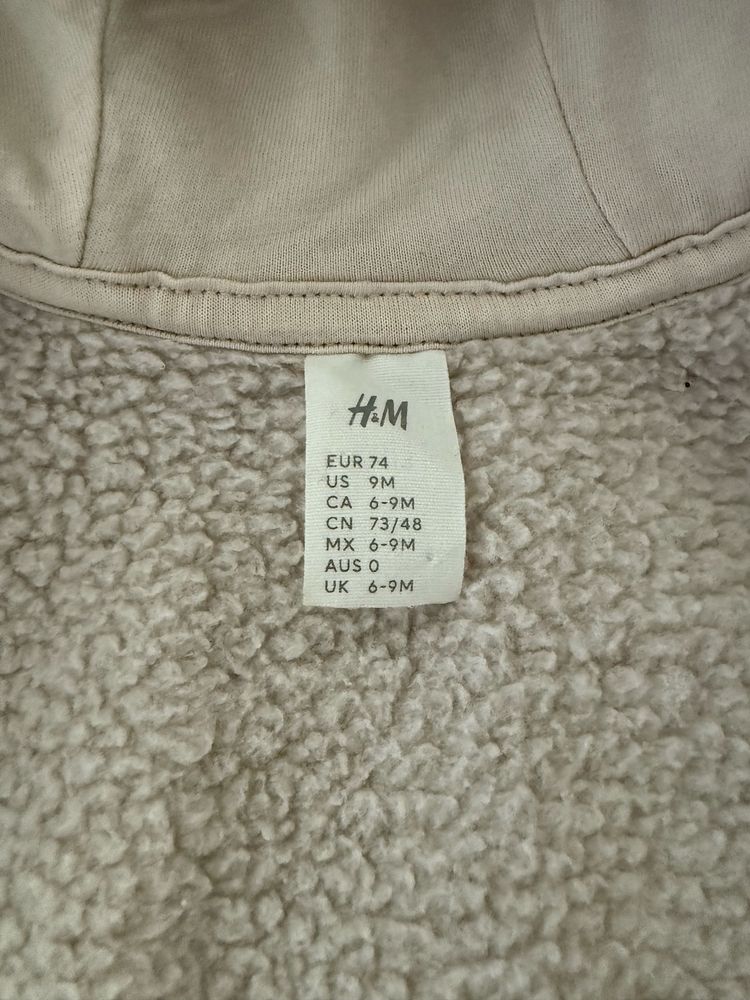 H&M
EUR 74
US 9M
CA 6-9M
CN 73/48
MX 6-9M
AUS 0
UK 6-9M